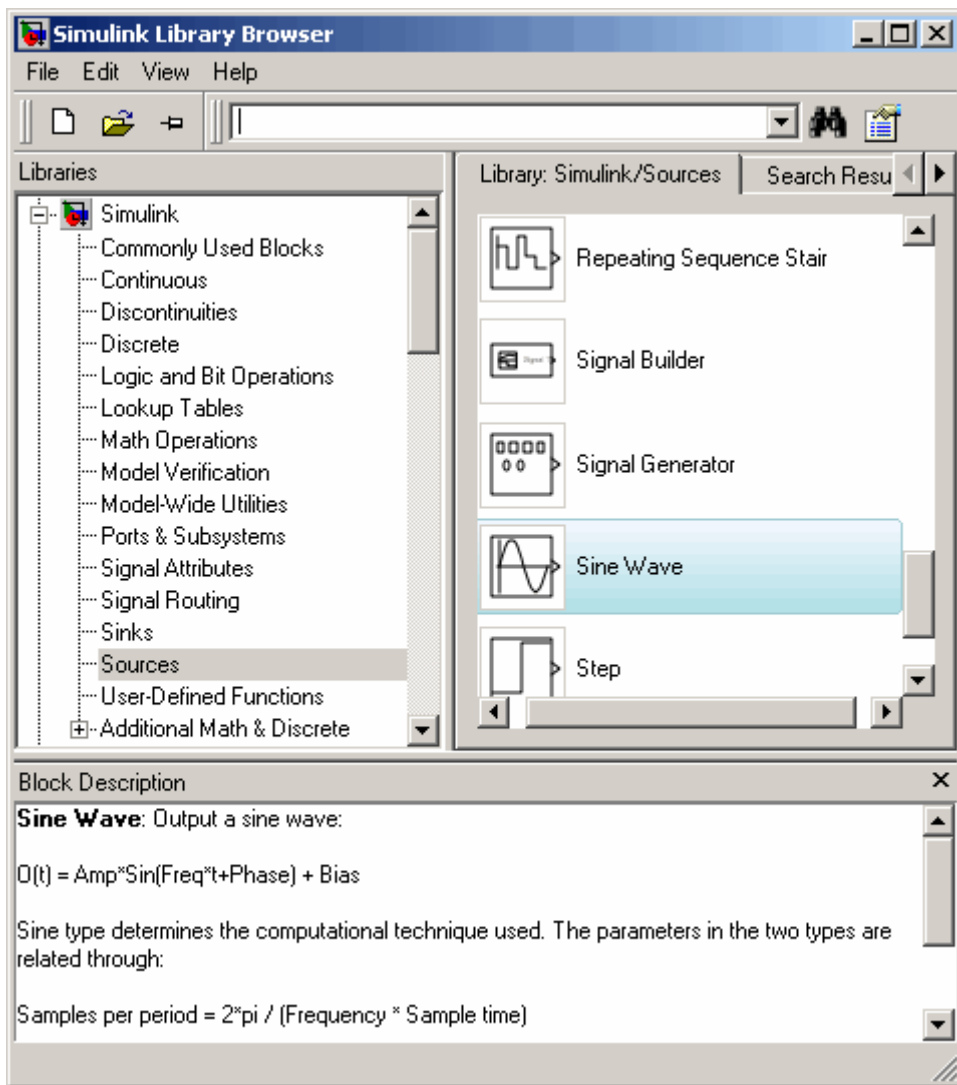 Simulink Library Browser
File Edit View Help
Libraries
Simulink
Commonly Used Blocks
Continuous
Discontinuities
Discrete
Logic and Bit Operations
Lookup Tables
Math Operations
Model Verification
Model-Wide Utilities
Ports & Subsystems
Signal Attributes
Signal Routing
Sinks
Sources
User-Defined Functions
Additional Math & Discrete
Library: Simulink/Sources Search Resu
Repeating Sequence Stair
Signal Builder
Signal Generator
Sine Wave
Step
Block Description
Sine Wave: Output a sine wave:
O(t) = Amp*Sin(Freq*t+Phase) + Bias
Sine type determines the computational technique used. The parameters in the two types are
related through:
Samples per period = 2*pi / (Frequency * Sample time)